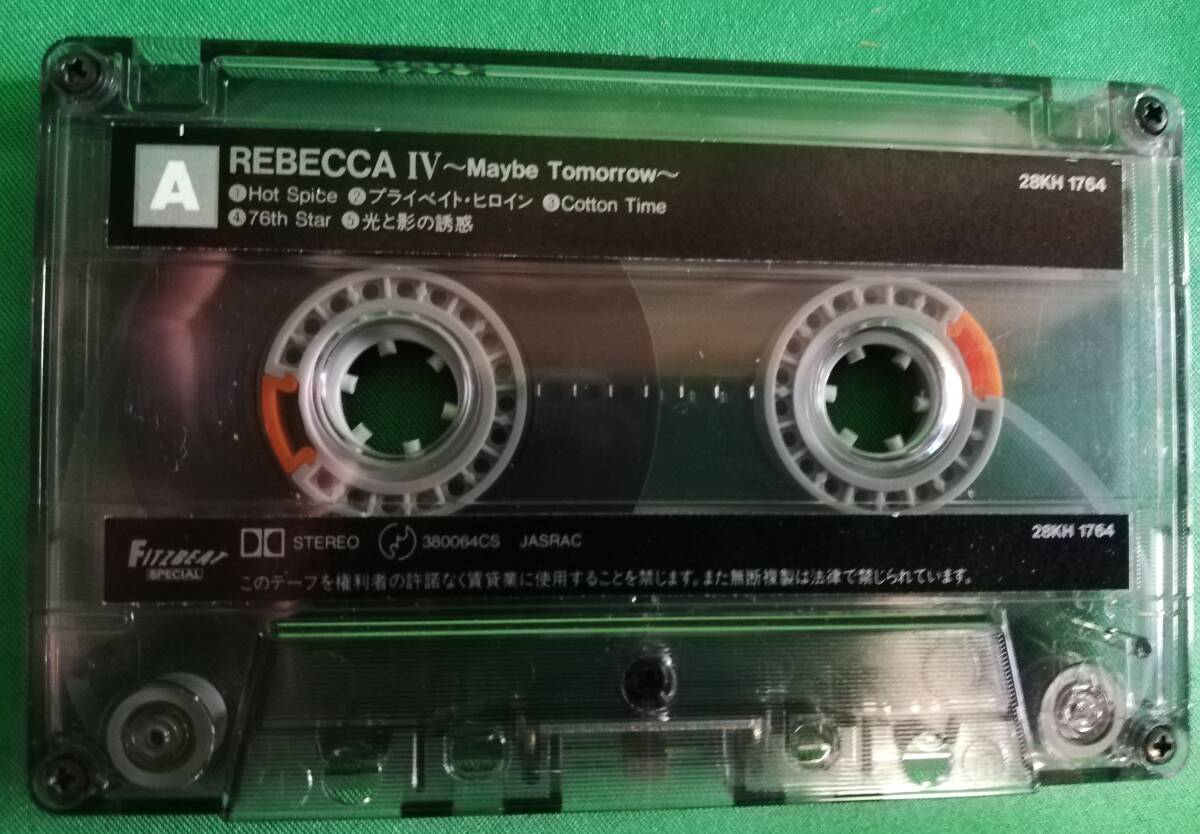 A
REBECCA IV ～Maybe Tomorrow～
28KH 1764
❶Hot Spice ❷プライベイト・ヒロイン ❸Cotton Time
❹76th Star ❺光と影の誘惑
FITZBEAT
SPECIAL
STEREO 380064CS JASRAC
28KH 1764
このテープを権利者の許諾なく賃貸業に使用することを禁じます。また無断複製は法律で禁じられています。